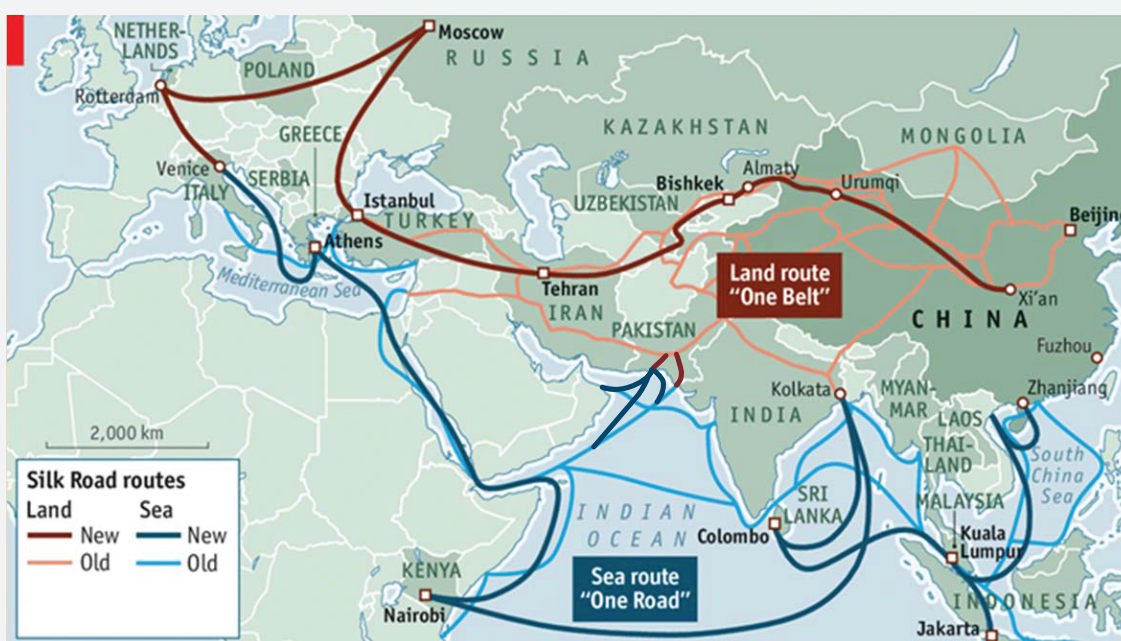 NETHER-
LANDS
Moscow
RUSSIA
POLAND
Rotterdam
GREECE
KAZAKHSTAN
MONGOLIA
Venice
ITALY
SERBIA
Almaty
Bishkek
Urumqi
UZBEKISTAN
Istanbul
TURKEY
Beijing
Athens
Mediterranean Sea
Tehran
IRAN
Land route
"One Belt"
Xi'an
CHINA
PAKISTAN
Fuzhou
Kolkata
MYAN-
MAR
Zhanjiang
INDIA
LAOS
THAI-
LAND
South
China
Sea
2,000 km
Silk Road routes
Land Sea
New New
Old Old
SRI
LANKA
MALAYSIA
INDIAN
OCEAN
Colombo
Kuala
Lumpur
KENYA
Sea route
"One Road"
Nairobi
INDONESIA
Jakarta